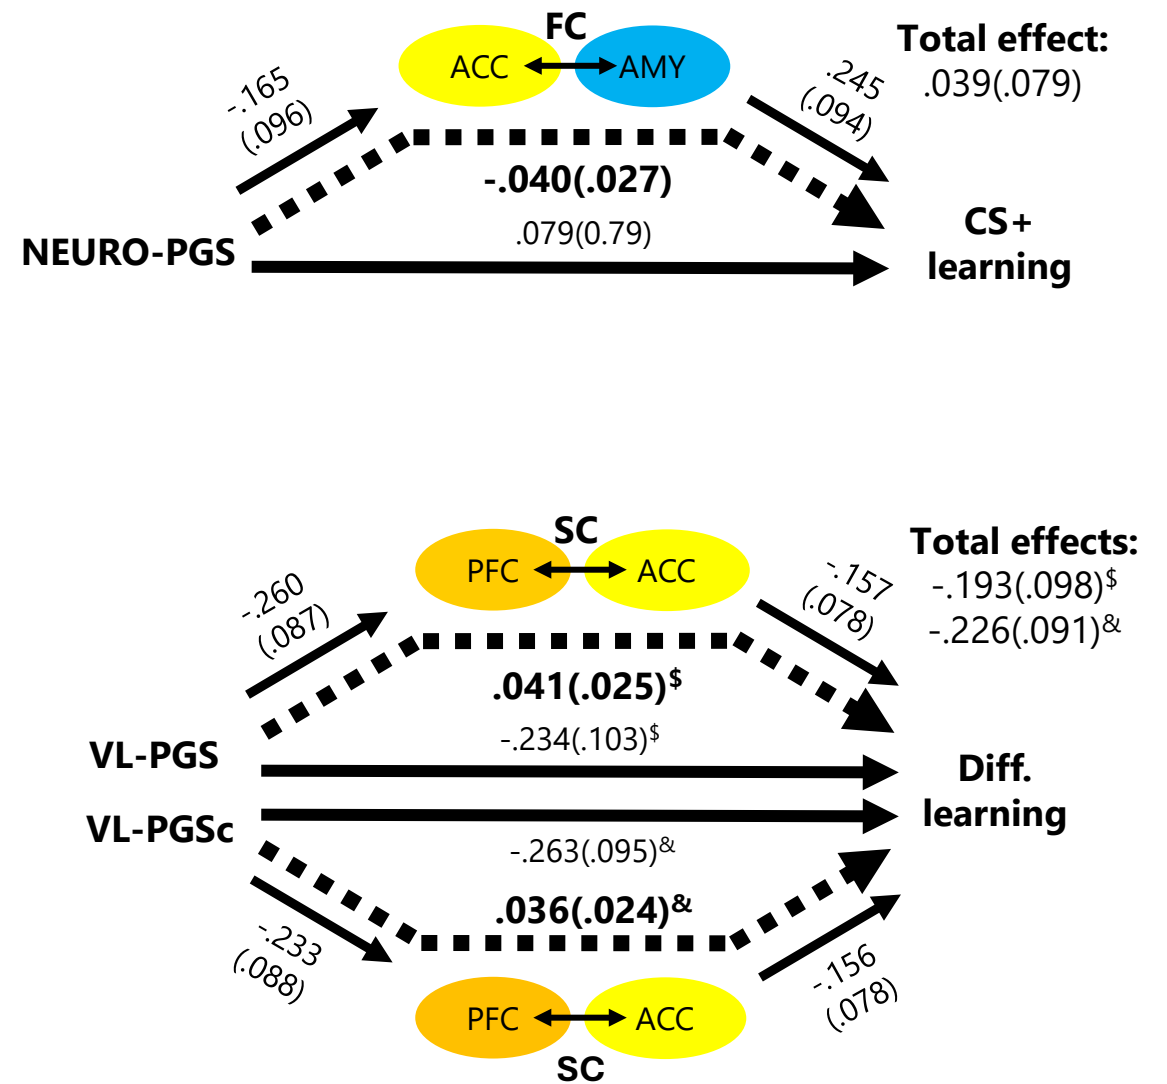 FC
ACC
AMY
Total effect:
.039(.079)
-.165
(.096)
.245
(.094)
-.040(.027)
.079(0.79)
NEURO-PGS
CS+
learning
SC
PFC
ACC
Total effects:
-.193(.098)$
-.226(.091)&
-.260
(.087)
-.157
(.078)
.041(.025)$
-.234(.103)$
VL-PGS
Diff.
learning
VL-PGSc
-.263(.095)&
.036(.024)&
-.233
(.088)
-.156
(.078)
PFC
ACC
SC